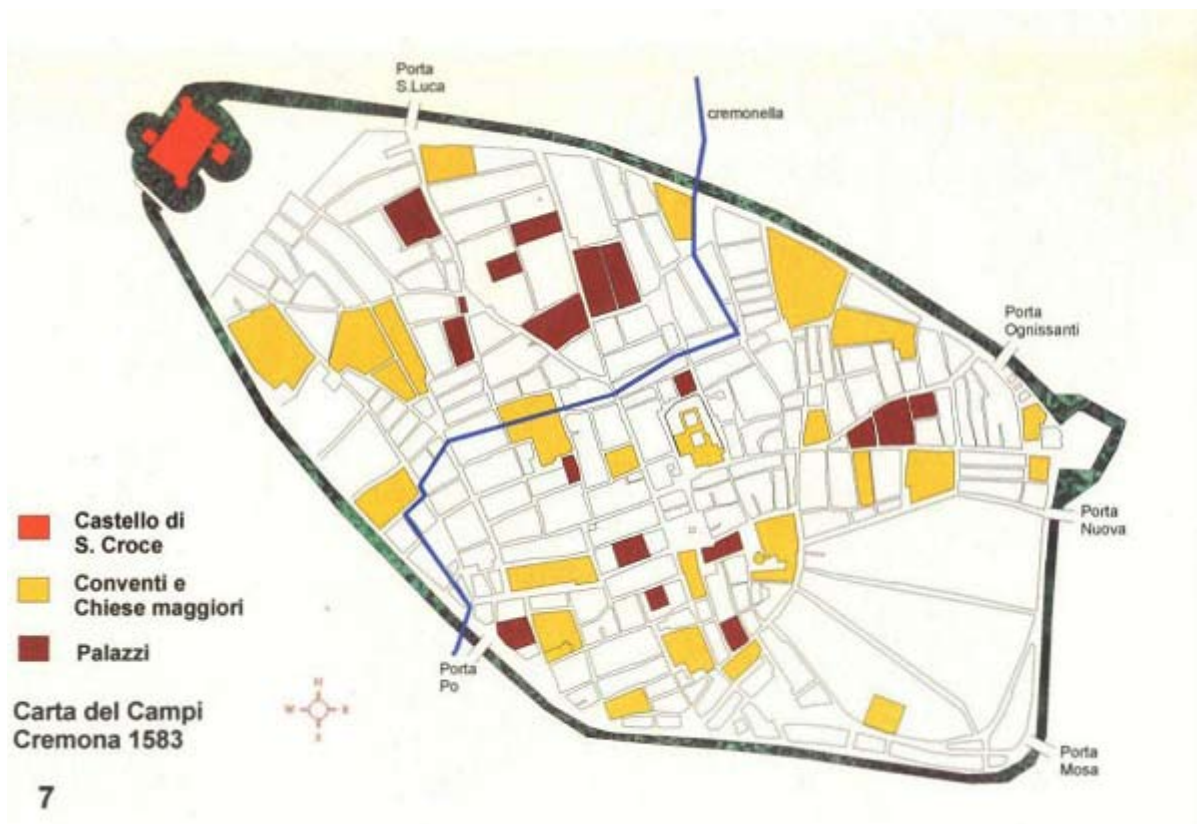 Porta
S.Luca
cremonella
Porta
Ognissanti
Porta
Nuova
Castello di
S. Croce
Conventi e
Chiese maggiori
Palazzi
Porta
Po
Carta del Campi
Cremona 1583
N
W
E
S
Porta
Mosa
7